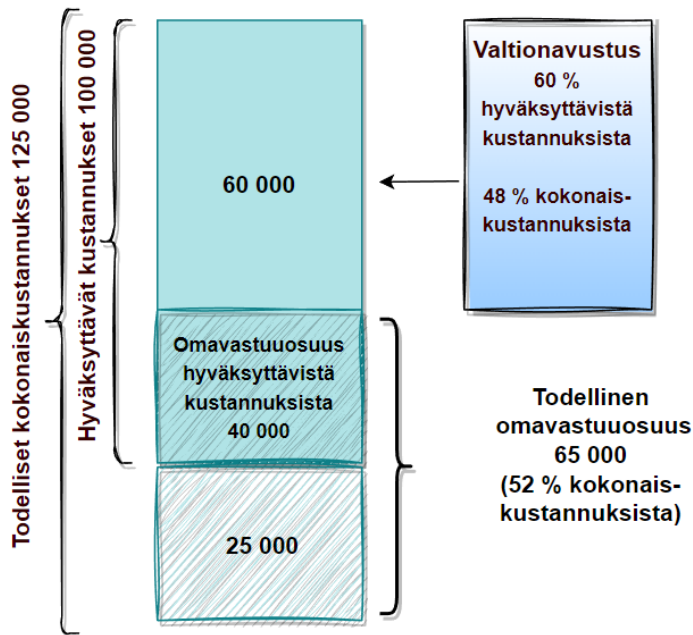 Todelliset kokonaiskustannukset 125 000
Hyväksyttävät kustannukset 100 000
60 000
Omavastuuosuus
hyväksyttävistä
kustannuksista
40 000
25 000
Valtionavustus
60 %
hyväksyttävistä
kustannuksista
48 % kokonais-
kustannuksista
Todellinen
omavastuuosuus
65 000
(52 % kokonais-
kustannuksista)